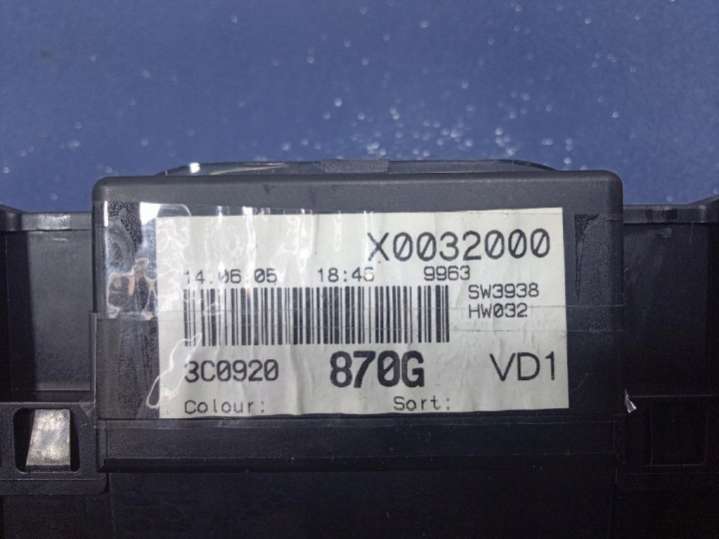 X0032000
14.06.05 18:46 9963
SW3938
HW032
3C0920 870G VD1
Colour: Sort: